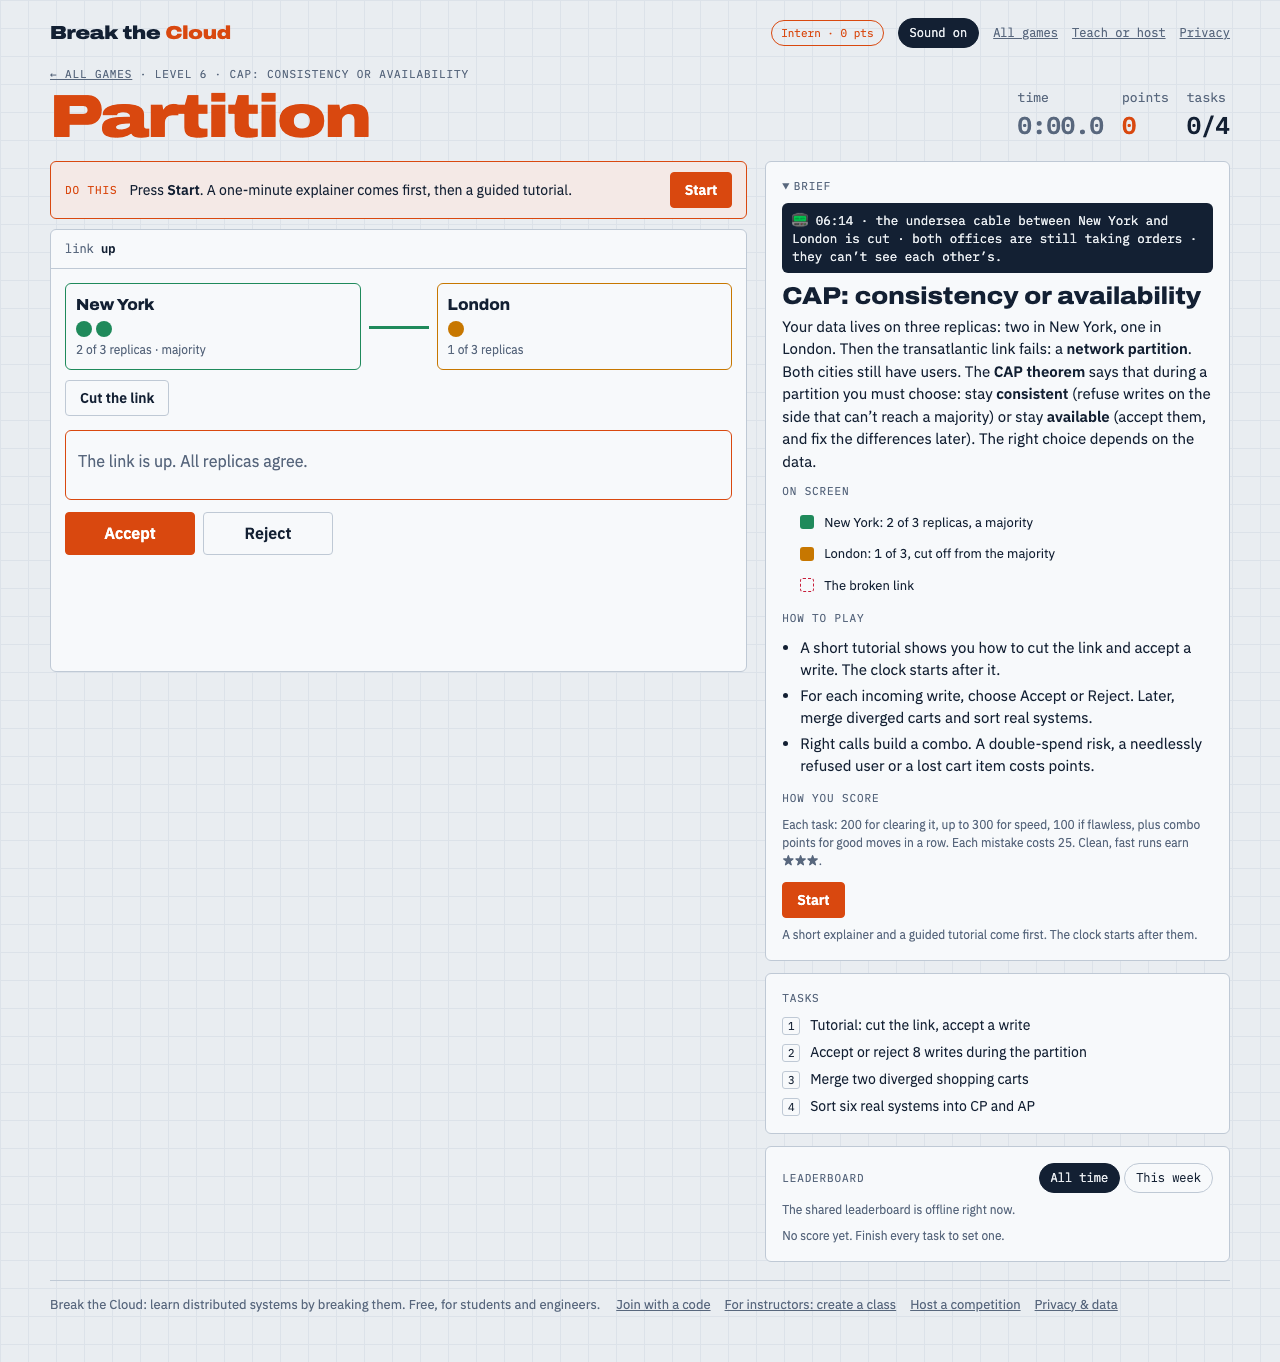 Break the Cloud
Intern · 0 pts
Sound on
All games
Teach or host
Privacy
← ALL GAMES · LEVEL 6 · CAP: CONSISTENCY OR AVAILABILITY
Partition
time
0:00.0
points
0
tasks
0/4
DO THIS Press Start. A one-minute explainer comes first, then a guided tutorial.
Start
link up
New York
2 of 3 replicas · majority
London
1 of 3 replicas
Cut the link
The link is up. All replicas agree.
Accept
Reject
▼ BRIEF
06:14 · the undersea cable between New York and
London is cut · both offices are still taking orders ·
they can’t see each other’s.
CAP: consistency or availability
Your data lives on three replicas: two in New York, one in
London. Then the transatlantic link fails: a network partition.
Both cities still have users. The CAP theorem says that during a
partition you must choose: stay consistent (refuse writes on the
side that can’t reach a majority) or stay available (accept them,
and fix the differences later). The right choice depends on the
data.
ON SCREEN
New York: 2 of 3 replicas, a majority
London: 1 of 3, cut off from the majority
The broken link
HOW TO PLAY
• A short tutorial shows you how to cut the link and accept a
write. The clock starts after it.
• For each incoming write, choose Accept or Reject. Later,
merge diverged carts and sort real systems.
• Right calls build a combo. A double-spend risk, a needlessly
refused user or a lost cart item costs points.
HOW YOU SCORE
Each task: 200 for clearing it, up to 300 for speed, 100 if flawless, plus combo
points for good moves in a row. Each mistake costs 25. Clean, fast runs earn
★★★.
Start
A short explainer and a guided tutorial come first. The clock starts after them.
TASKS
1 Tutorial: cut the link, accept a write
2 Accept or reject 8 writes during the partition
3 Merge two diverged shopping carts
4 Sort six real systems into CP and AP
LEADERBOARD
All time
This week
The shared leaderboard is offline right now.
No score yet. Finish every task to set one.
Break the Cloud: learn distributed systems by breaking them. Free, for students and engineers.
Join with a code
For instructors: create a class
Host a competition
Privacy & data